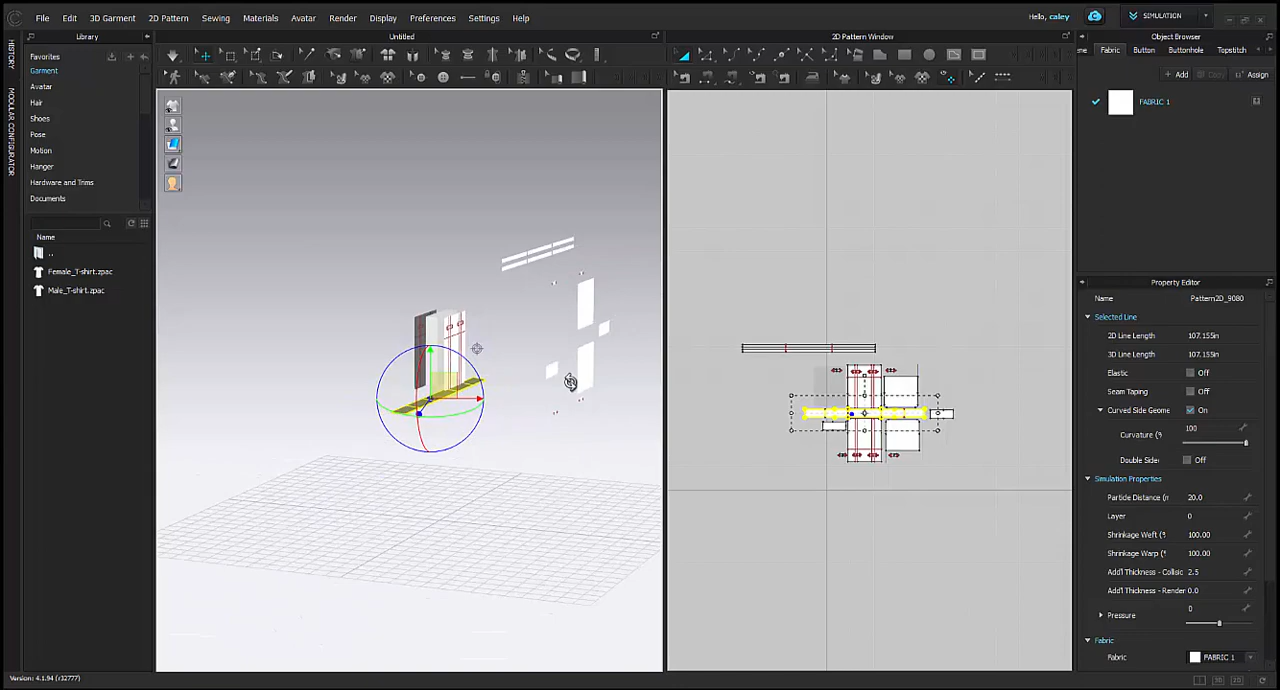 File Edit 3D Garment 2D Pattern Sewing Materials Avatar Render Display Preferences Settings Help Hello, caley SIMULATION
HISTORY
MODULAR CONFIGURATOR
Library
Untitled
2D Pattern Window
Object Browser
Favorites
Garment
Avatar
Hair
Shoes
Pose
Motion
Hanger
Hardware and Trims
Documents
Name
..
Female_T-shirt.zpac
Male_T-shirt.zpac
ne Fabric Button Buttonhole Topstitch
Add Copy Assign
FABRIC 1
Property Editor
Name Pattern2D_9080
Selected Line
2D Line Length 107.155in
3D Line Length 107.155in
Elastic Off
Seam Taping Off
Curved Side Geome On
Curvature (% 100
Double Side: Off
Simulation Properties
Particle Distance (n 20.0
Layer 0
Shrinkage Weft (% 100.00
Shrinkage Warp (% 100.00
Add'l Thickness - Collisic 2.5
Add'l Thickness - Render 0.0
Pressure 0
Fabric
Fabric FABRIC 1
Version: 4.1.94 (r32777)
1 3D 2D